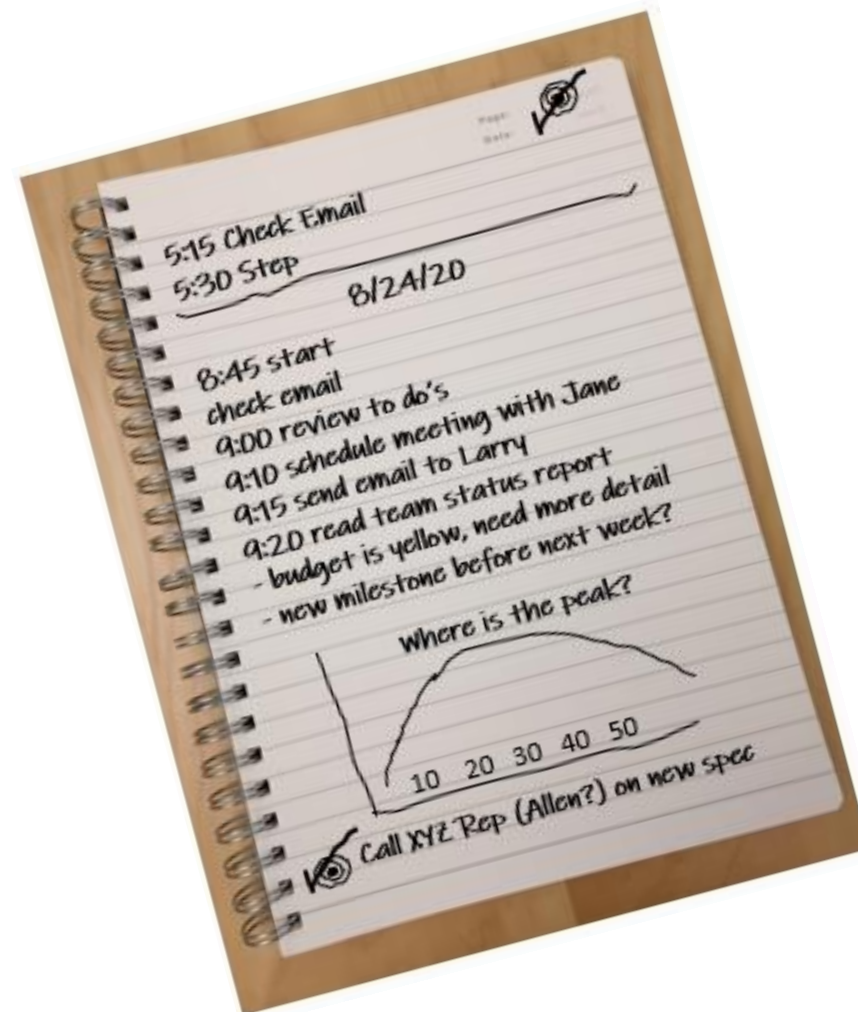 Page:
Date:
5:15 Check Email
5:30 Step
8/24/20
8:45 start
check email
9:00 review to do's
9:10 schedule meeting with Jane
9:15 send email to Larry
9:20 read team status report
- budget is yellow, need more detail
- new milestone before next week?
where is the peak?
10 20 30 40 50
Call XYZ Rep (Allen?) on new spec